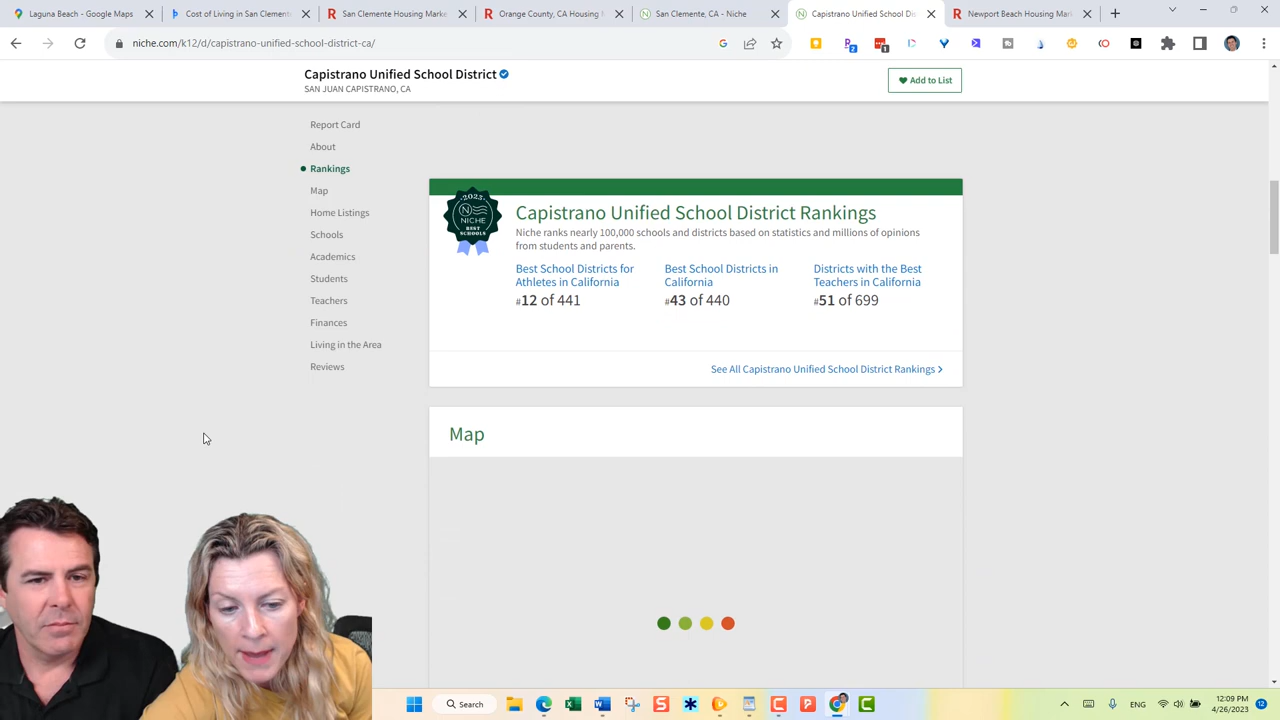 Laguna Beach - Google Maps
Cost of Living in San Clemente
San Clemente Housing Marke
Orange County, CA Housing
San Clemente, CA - Niche
Capistrano Unified School Dis
Newport Beach Housing Mark
niche.com/k12/d/capistrano-unified-school-district-ca/
Capistrano Unified School District
SAN JUAN CAPISTRANO, CA
Add to List
Report Card
About
Rankings
Map
Home Listings
Schools
Academics
Students
Teachers
Finances
Living in the Area
Reviews
2023
NICHE
BEST
SCHOOLS
Capistrano Unified School District Rankings
Niche ranks nearly 100,000 schools and districts based on statistics and millions of opinions
from students and parents.
Best School Districts for
Athletes in California
#12 of 441
Best School Districts in
California
#43 of 440
Districts with the Best
Teachers in California
#51 of 699
See All Capistrano Unified School District Rankings
Map
Search
ENG
12:09 PM
4/26/2023
12